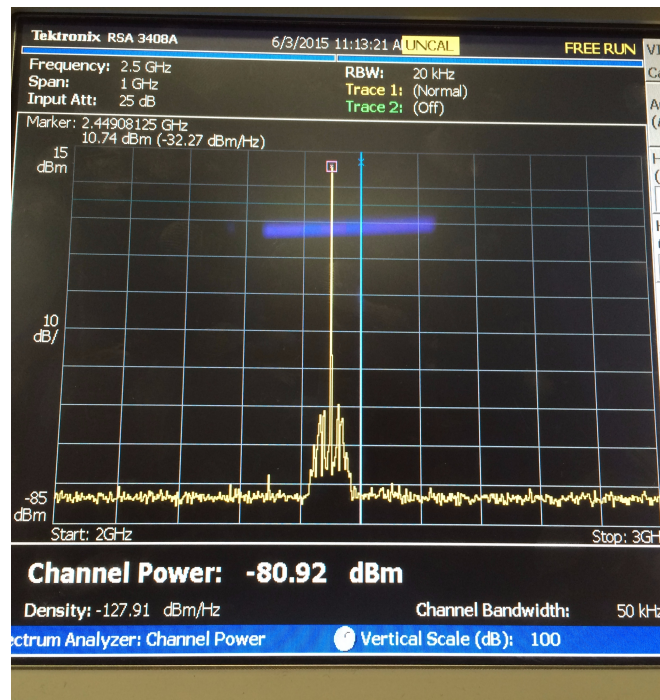 Tektronix RSA 3408A 6/3/2015 11:13:21 A UNCAL FREE RUN
Frequency: 2.5 GHz RBW: 20 kHz
Span: 1 GHz Trace 1: (Normal)
Input Att: 25 dB Trace 2: (Off)
Marker: 2.44908125 GHz
10.74 dBm (-32.27 dBm/Hz)
15
dBm
10
dB/
-85
dBm
Start: 2GHz Stop: 3GH
Channel Power: -80.92 dBm
Density: -127.91 dBm/Hz Channel Bandwidth: 50 kHz
ectrum Analyzer: Channel Power Vertical Scale (dB): 100